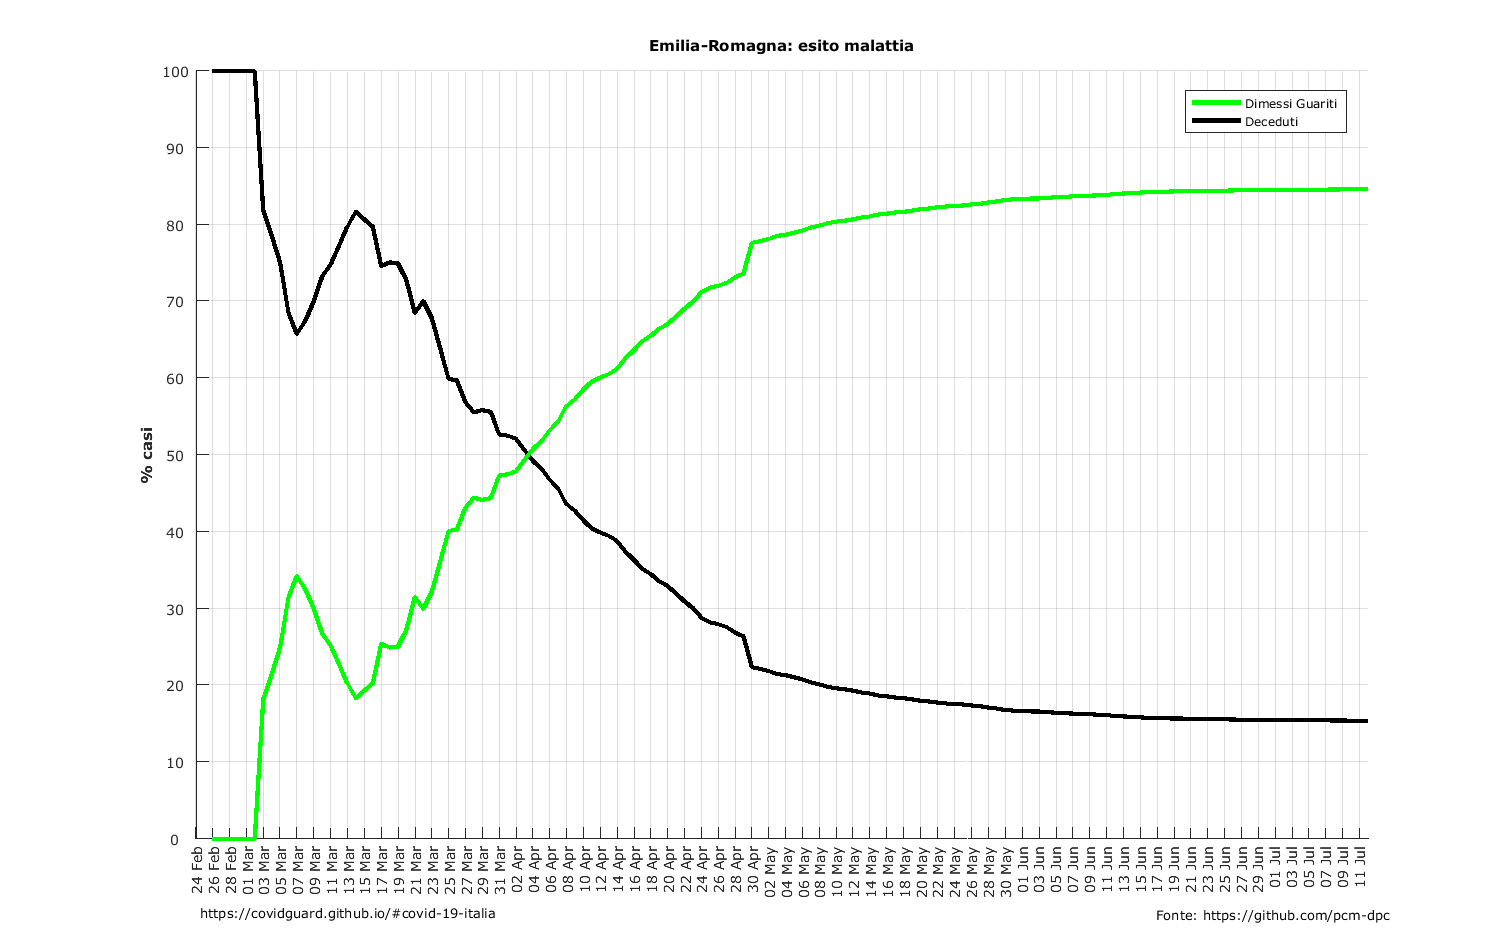 Emilia-Romagna: esito malattia
Dimessi Guariti
Deceduti
% casi
100
90
80
70
60
50
40
30
20
10
0
24 Feb
26 Feb
28 Feb
01 Mar
03 Mar
05 Mar
07 Mar
09 Mar
11 Mar
13 Mar
15 Mar
17 Mar
19 Mar
21 Mar
23 Mar
25 Mar
27 Mar
29 Mar
31 Mar
02 Apr
04 Apr
06 Apr
08 Apr
10 Apr
12 Apr
14 Apr
16 Apr
18 Apr
20 Apr
22 Apr
24 Apr
26 Apr
28 Apr
30 Apr
02 May
04 May
06 May
08 May
10 May
12 May
14 May
16 May
18 May
20 May
22 May
24 May
26 May
28 May
30 May
01 Jun
03 Jun
05 Jun
07 Jun
09 Jun
11 Jun
13 Jun
15 Jun
17 Jun
19 Jun
21 Jun
23 Jun
25 Jun
27 Jun
29 Jun
01 Jul
03 Jul
05 Jul
07 Jul
09 Jul
11 Jul
https://covidguard.github.io/#covid-19-italia
Fonte: https://github.com/pcm-dpc